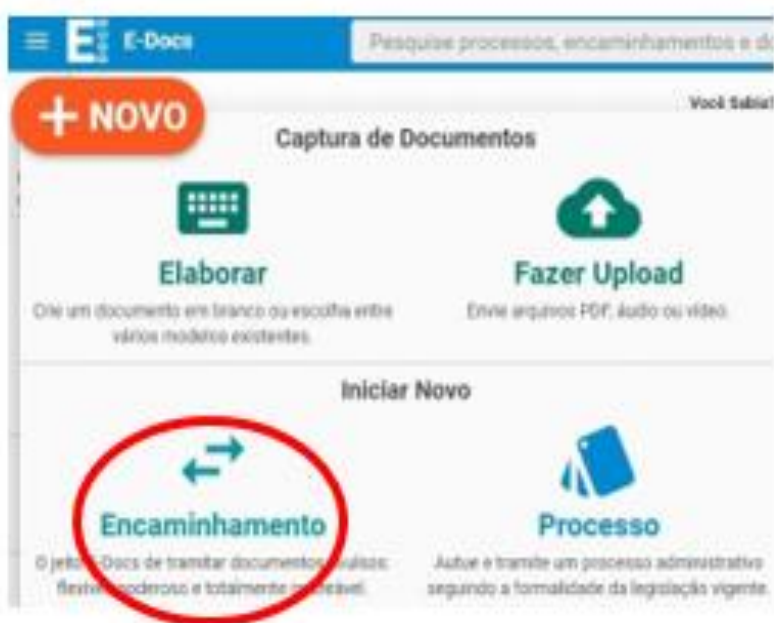 E-Docs
Pesquise processos, encaminhamentos e do
Você Sabia?
+ NOVO
Captura de Documentos
Elaborar
Fazer Upload
Crie um documento em branco ou escolha entre
vários modelos existentes.
Envie arquivos PDF, áudio ou vídeo.
Iniciar Novo
Encaminhamento
Processo
O jeito E-Docs de tramitar documentos avulsos:
flexível, poderoso e totalmente rastreável.
Autue e tramite um processo administrativo
seguindo a formalidade da legislação vigente.